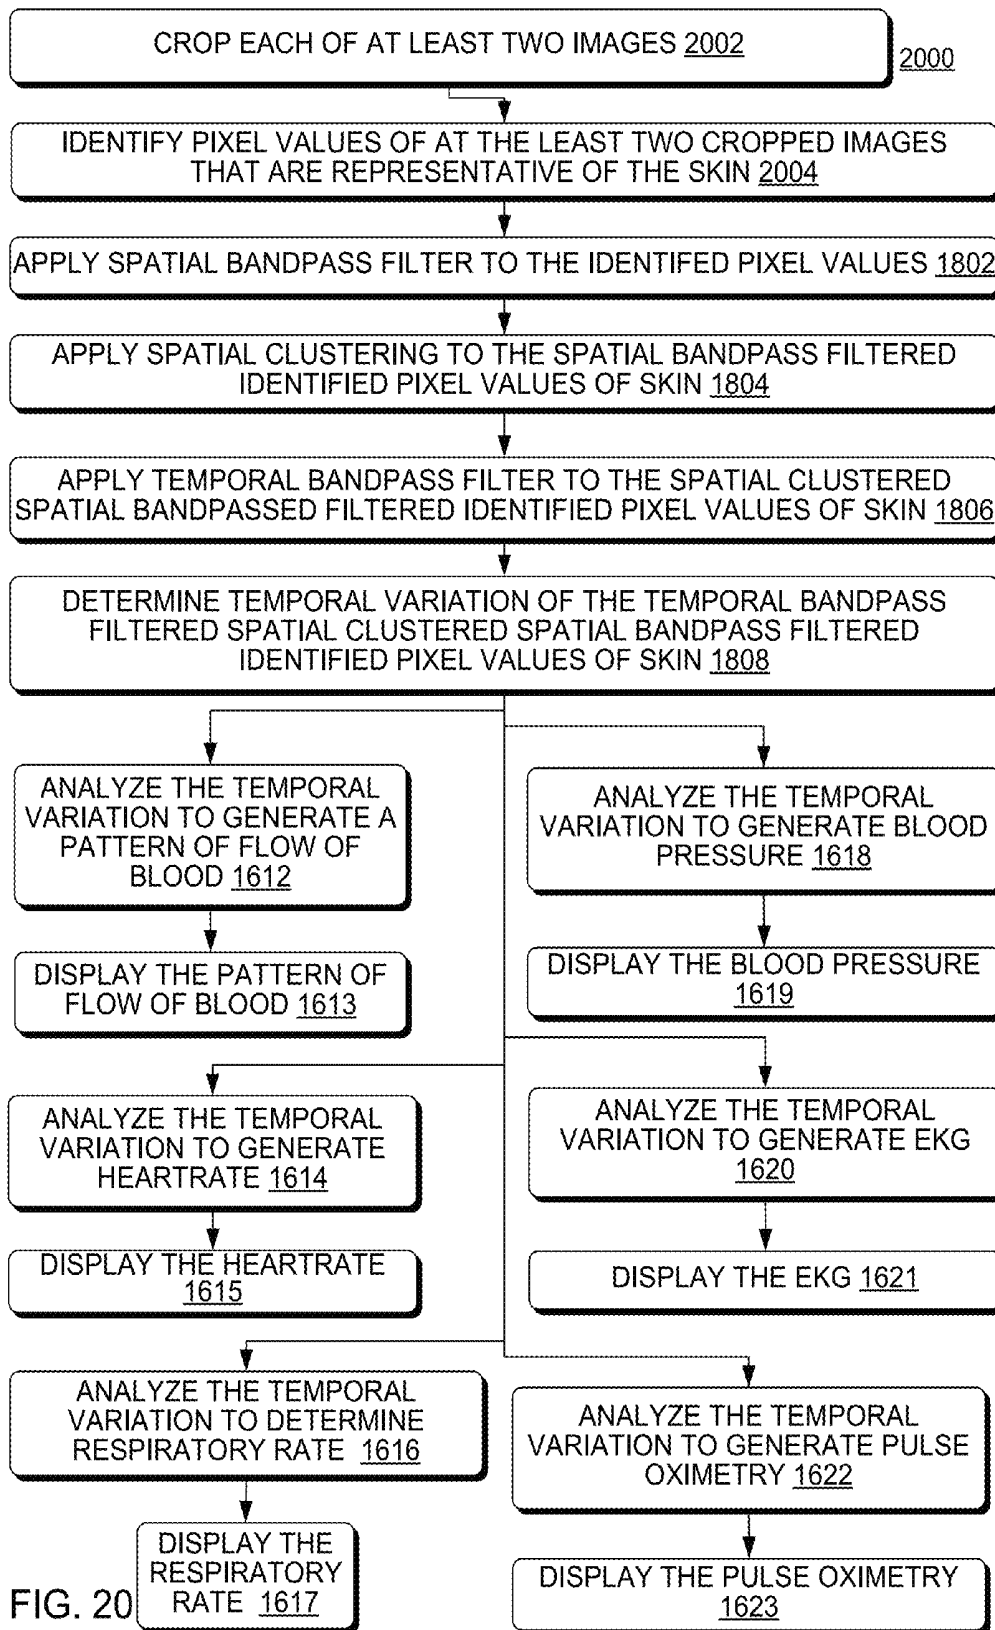 CROP EACH OF AT LEAST TWO IMAGES 2002
2000
IDENTIFY PIXEL VALUES OF AT THE LEAST TWO CROPPED IMAGES
THAT ARE REPRESENTATIVE OF THE SKIN 2004
APPLY SPATIAL BANDPASS FILTER TO THE IDENTIFED PIXEL VALUES 1802
APPLY SPATIAL CLUSTERING TO THE SPATIAL BANDPASS FILTERED
IDENTIFIED PIXEL VALUES OF SKIN 1804
APPLY TEMPORAL BANDPASS FILTER TO THE SPATIAL CLUSTERED
SPATIAL BANDPASSED FILTERED IDENTIFIED PIXEL VALUES OF SKIN 1806
DETERMINE TEMPORAL VARIATION OF THE TEMPORAL BANDPASS
FILTERED SPATIAL CLUSTERED SPATIAL BANDPASS FILTERED
IDENTIFIED PIXEL VALUES OF SKIN 1808
ANALYZE THE TEMPORAL
VARIATION TO GENERATE A
PATTERN OF FLOW OF
BLOOD 1612
DISPLAY THE PATTERN OF
FLOW OF BLOOD 1613
ANALYZE THE TEMPORAL
VARIATION TO GENERATE BLOOD
PRESSURE 1618
DISPLAY THE BLOOD PRESSURE
1619
ANALYZE THE TEMPORAL
VARIATION TO GENERATE
HEARTRATE 1614
DISPLAY THE HEARTRATE
1615
ANALYZE THE TEMPORAL
VARIATION TO GENERATE EKG
1620
DISPLAY THE EKG 1621
ANALYZE THE TEMPORAL
VARIATION TO DETERMINE
RESPIRATORY RATE 1616
DISPLAY THE
RESPIRATORY
RATE 1617
ANALYZE THE TEMPORAL
VARIATION TO GENERATE PULSE
OXIMETRY 1622
DISPLAY THE PULSE OXIMETRY
1623
FIG. 20